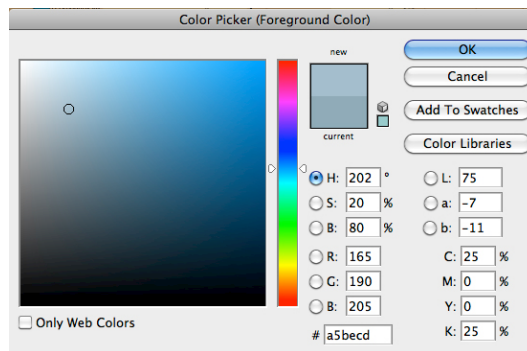 Color Picker (Foreground Color)
new
current
OK
Cancel
Add To Swatches
Color Libraries
H: 202 °
S: 20 %
B: 80 %
R: 165
G: 190
B: 205
# a5becd
L: 75
a: -7
b: -11
C: 25 %
M: 0 %
Y: 0 %
K: 25 %
Only Web Colors